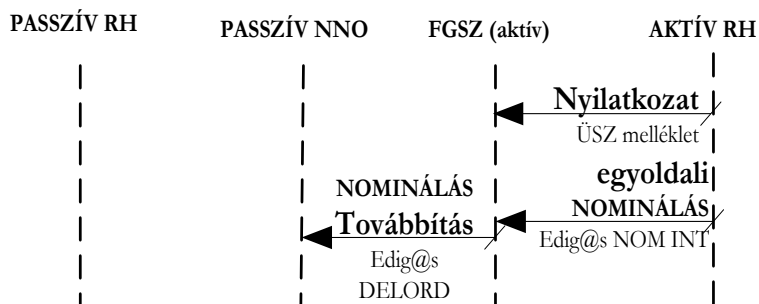 PASSZÍV RH
PASSZÍV NNO
FGSZ (aktív)
AKTÍV RH
Nyilatkozat
ÜSZ melléklet
egyoldali
NOMINÁLÁS
Edig@s NOM INT
NOMINÁLÁS
Továbbítás
Edig@s
DELORD